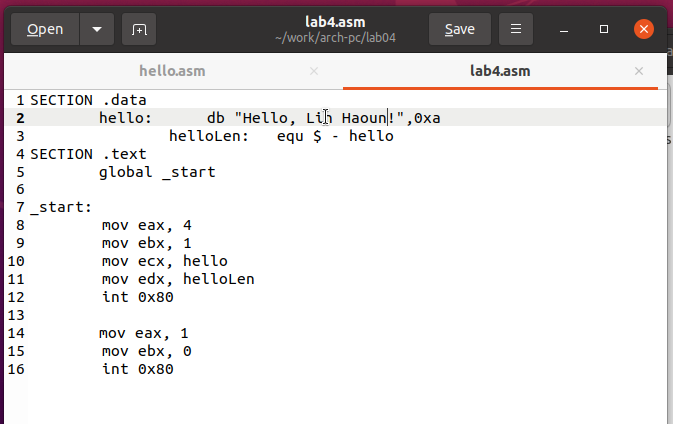 Open
lab4.asm
~/work/arch-pc/lab04
Save
hello.asm
lab4.asm
1 SECTION .data
2 hello: db "Hello, Lin Haoun!",0xa
3 helloLen: equ $ - hello
4 SECTION .text
5 global _start
6
7 _start:
8 mov eax, 4
9 mov ebx, 1
10 mov ecx, hello
11 mov edx, helloLen
12 int 0x80
13
14 mov eax, 1
15 mov ebx, 0
16 int 0x80